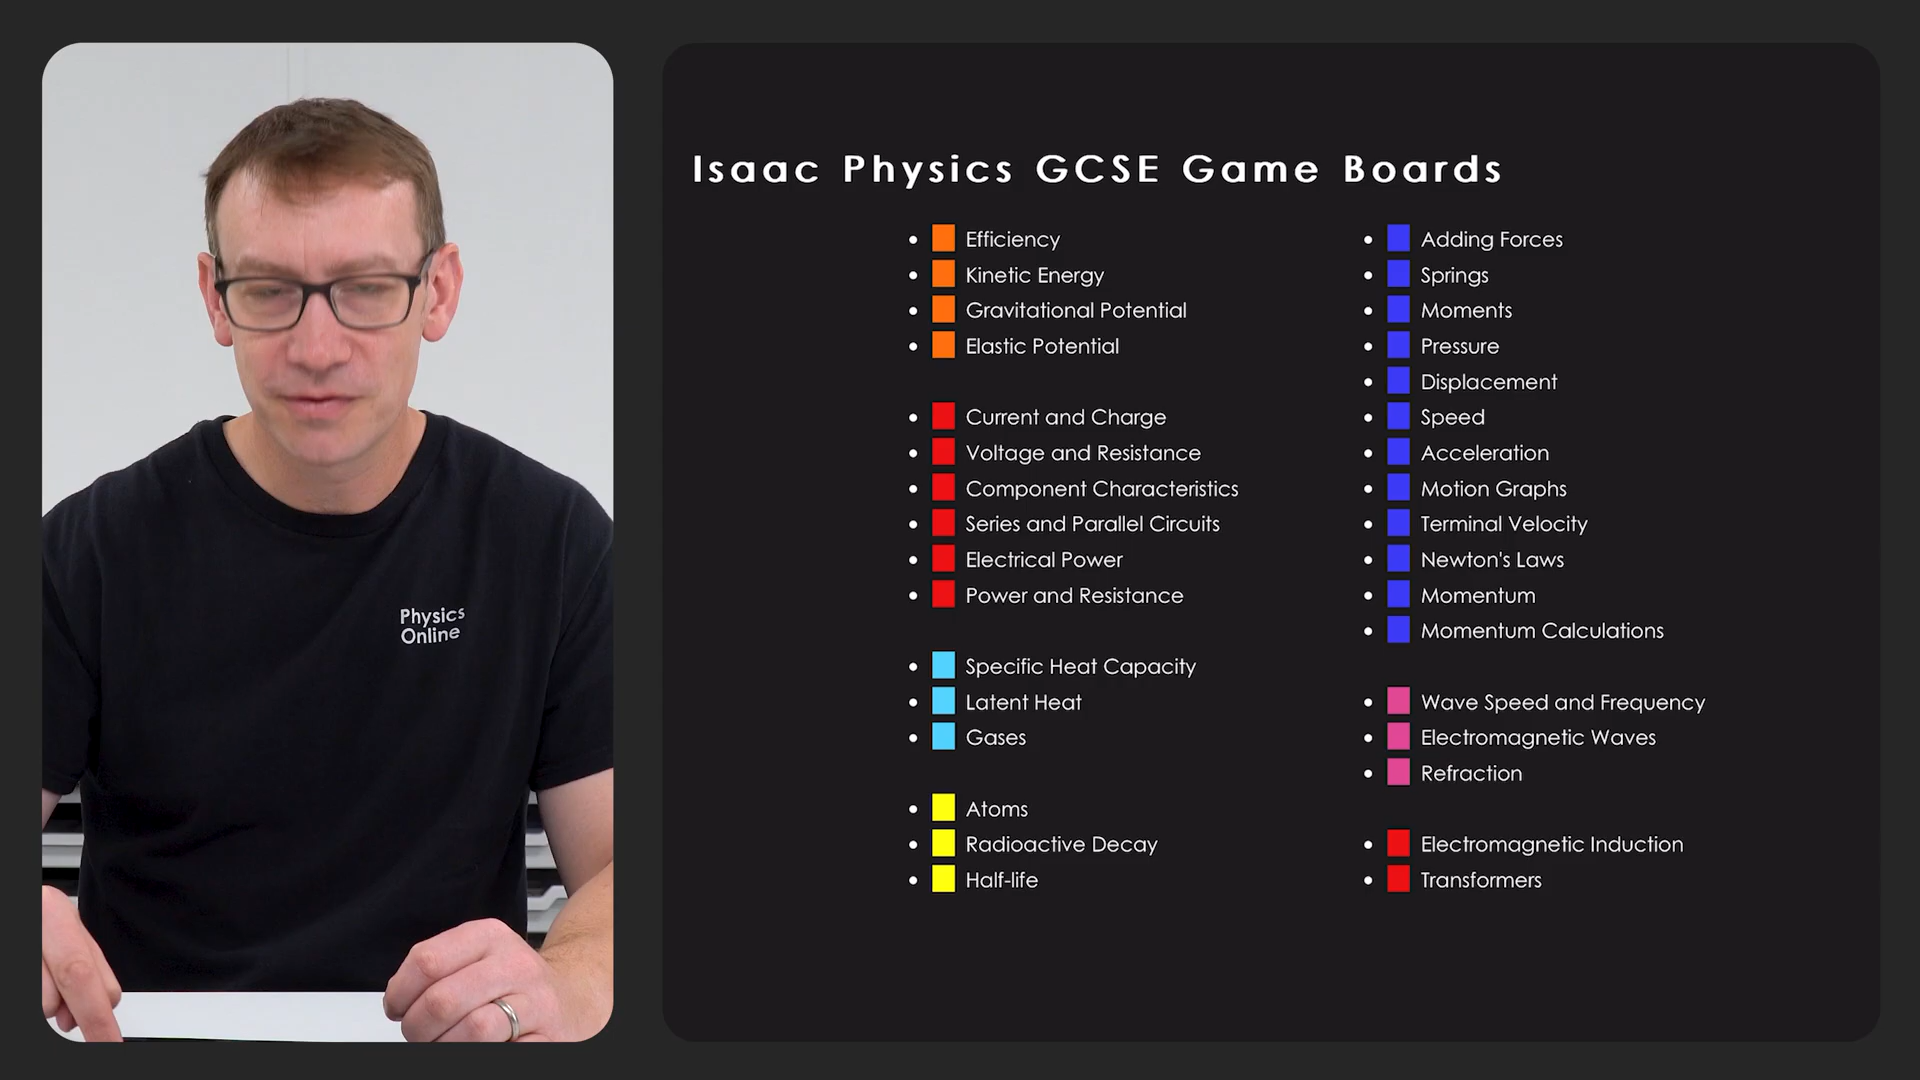 Physics
Online
Isaac Physics GCSE Game Boards
Efficiency
Kinetic Energy
Gravitational Potential
Elastic Potential
Current and Charge
Voltage and Resistance
Component Characteristics
Series and Parallel Circuits
Electrical Power
Power and Resistance
Specific Heat Capacity
Latent Heat
Gases
Atoms
Radioactive Decay
Half-life
Adding Forces
Springs
Moments
Pressure
Displacement
Speed
Acceleration
Motion Graphs
Terminal Velocity
Newton's Laws
Momentum
Momentum Calculations
Wave Speed and Frequency
Electromagnetic Waves
Refraction
Electromagnetic Induction
Transformers